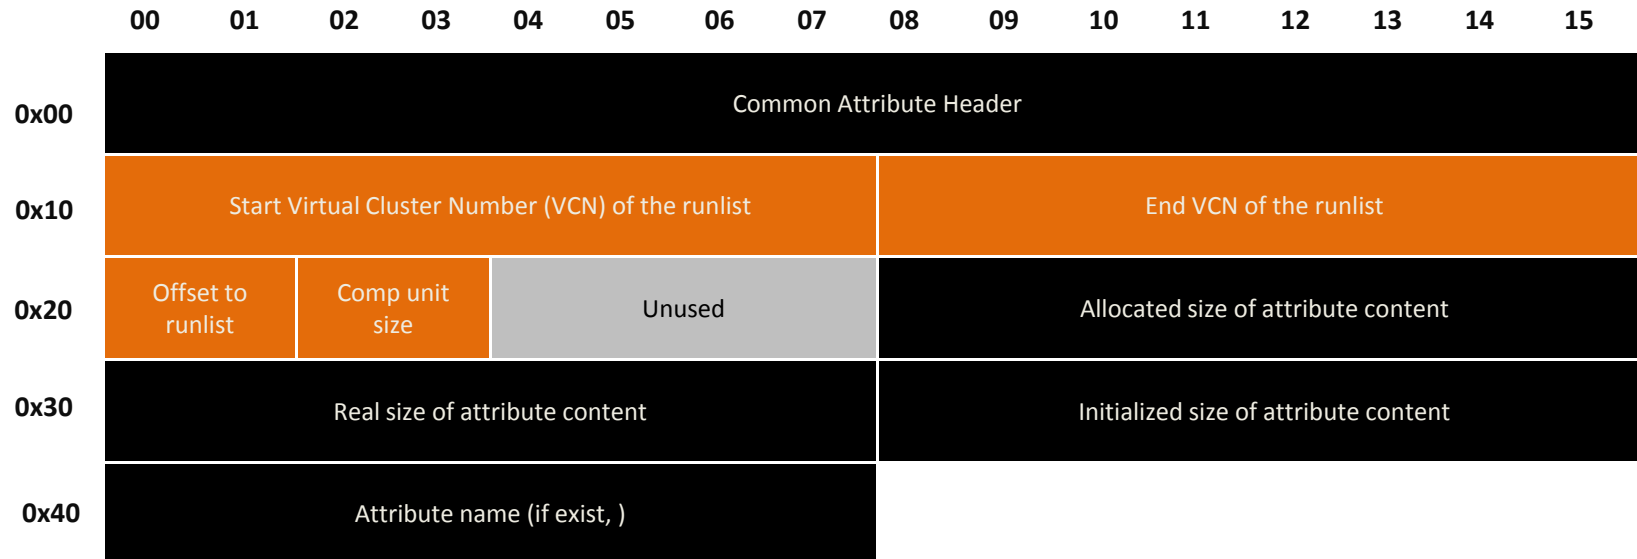 00 01 02 03 04 05 06 07 08 09 10 11 12 13 14 15
0x00 Common Attribute Header
0x10 Start Virtual Cluster Number (VCN) of the runlist End VCN of the runlist
0x20 Offset to runlist Comp unit size Unused Allocated size of attribute content
0x30 Real size of attribute content Initialized size of attribute content
0x40 Attribute name (if exist, )